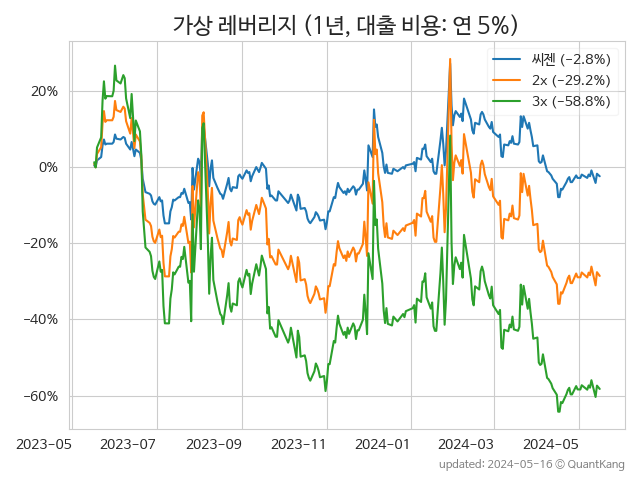 가상 레버리지 (1년, 대출 비용: 연 5%)
씨젠 (−2.8%)
2x (−29.2%)
3x (−58.8%)
20%
0%
−20%
−40%
−60%
2023-05 2023-07 2023-09 2023-11 2024-01 2024-03 2024-05
updated: 2024-05-16 © QuantKang